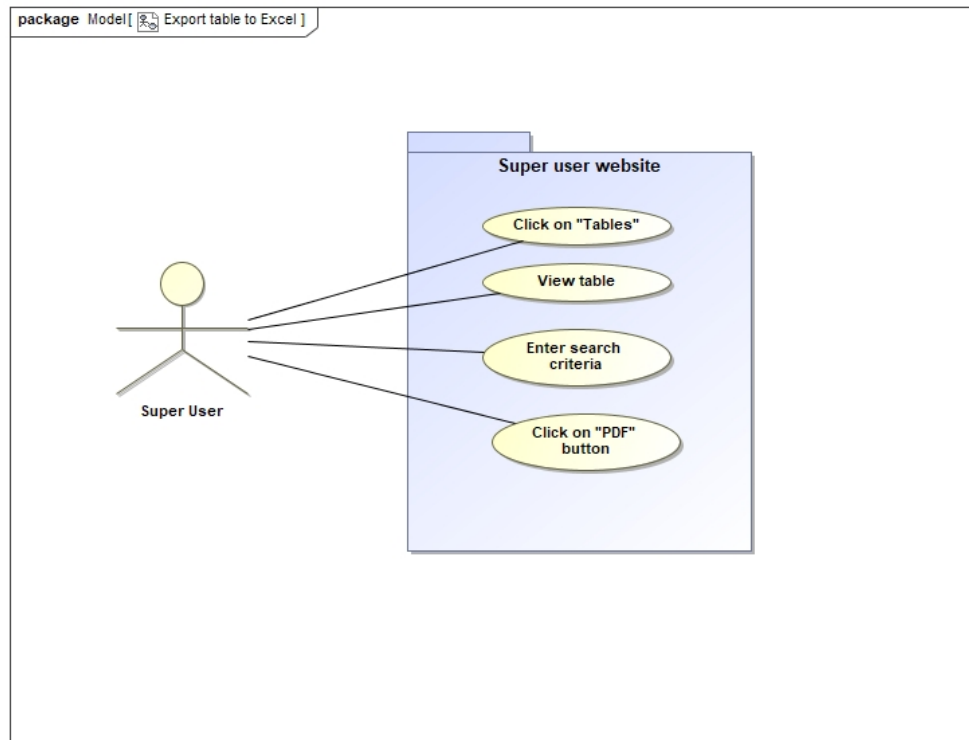 package Model[ Export table to Excel ]
Super user website
Click on "Tables"
View table
Enter search
criteria
Click on "PDF"
button
Super User